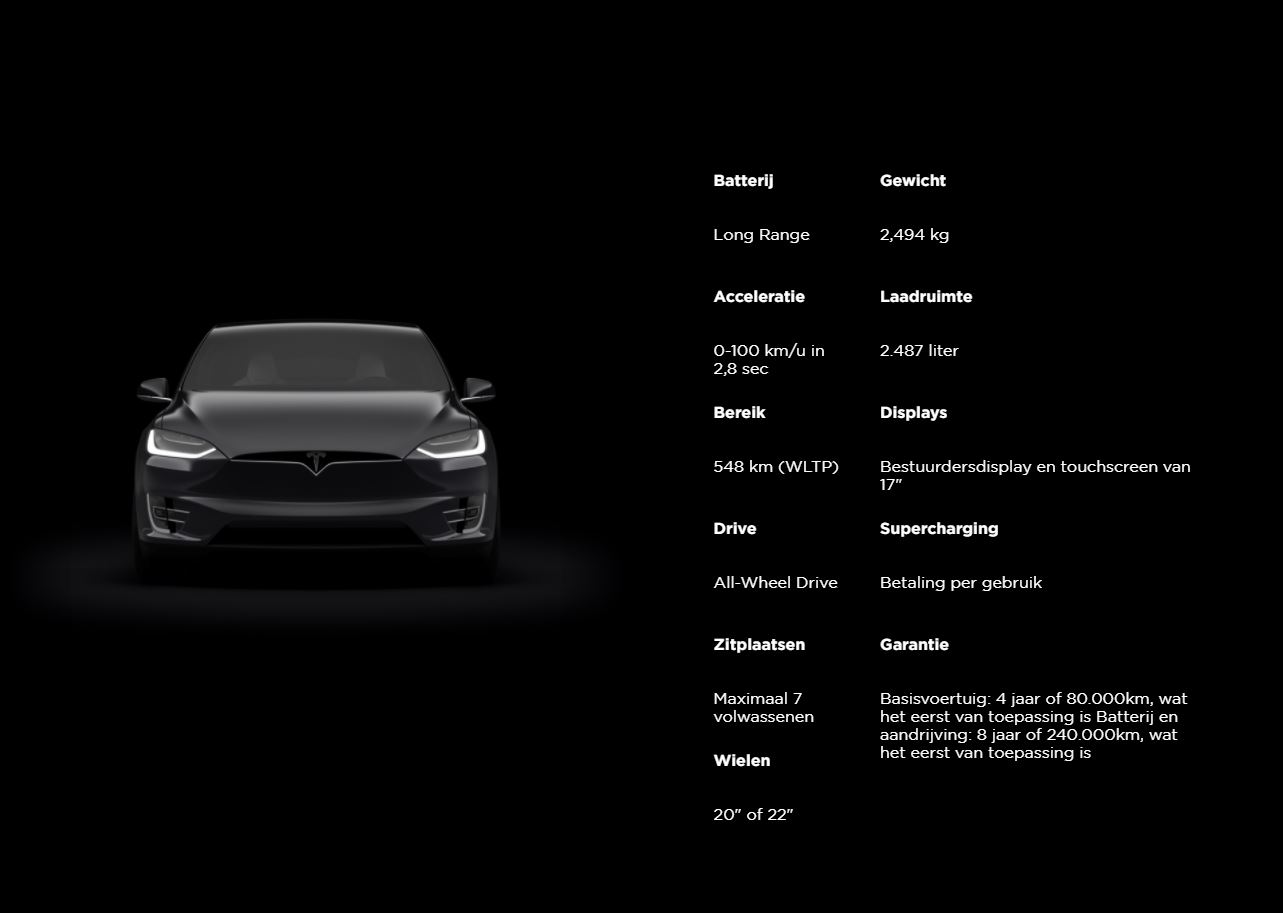 Batterij
Long Range
Acceleratie
0-100 km/u in
2,8 sec
Bereik
548 km (WLTP)
Drive
All-Wheel Drive
Zitplaatsen
Maximaal 7
volwassenen
Wielen
20" of 22"
Gewicht
2,494 kg
Laadruimte
2.487 liter
Displays
Bestuurdersdisplay en touchscreen van
17"
Supercharging
Betaling per gebruik
Garantie
Basisvoertuig: 4 jaar of 80.000km, wat
het eerst van toepassing is Batterij en
aandrijving: 8 jaar of 240.000km, wat
het eerst van toepassing is